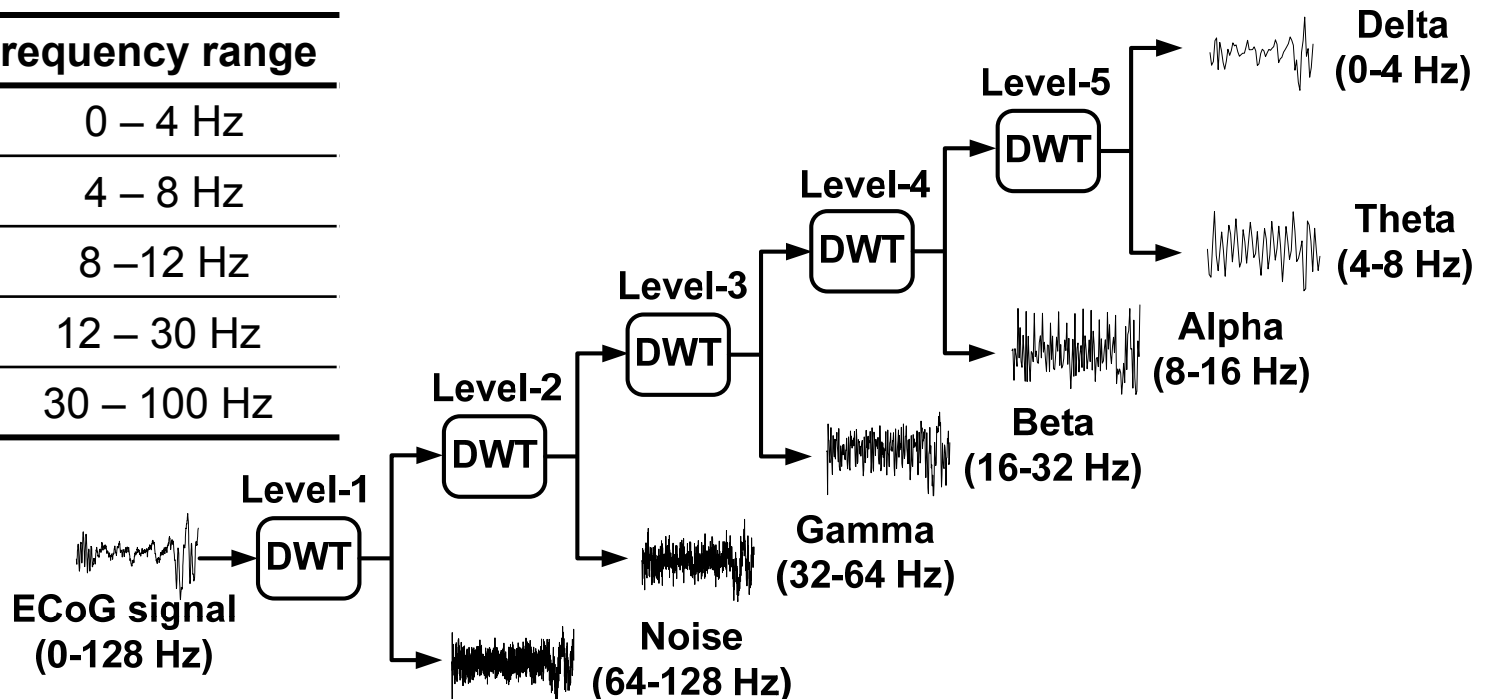 requency range
0 – 4 Hz
4 – 8 Hz
8 –12 Hz
12 – 30 Hz
30 – 100 Hz
ECoG signal
(0-128 Hz)
Level-1
DWT
Noise
(64-128 Hz)
Level-2
DWT
Gamma
(32-64 Hz)
Level-3
DWT
Beta
(16-32 Hz)
Level-4
DWT
Alpha
(8-16 Hz)
Level-5
DWT
Delta
(0-4 Hz)
Theta
(4-8 Hz)